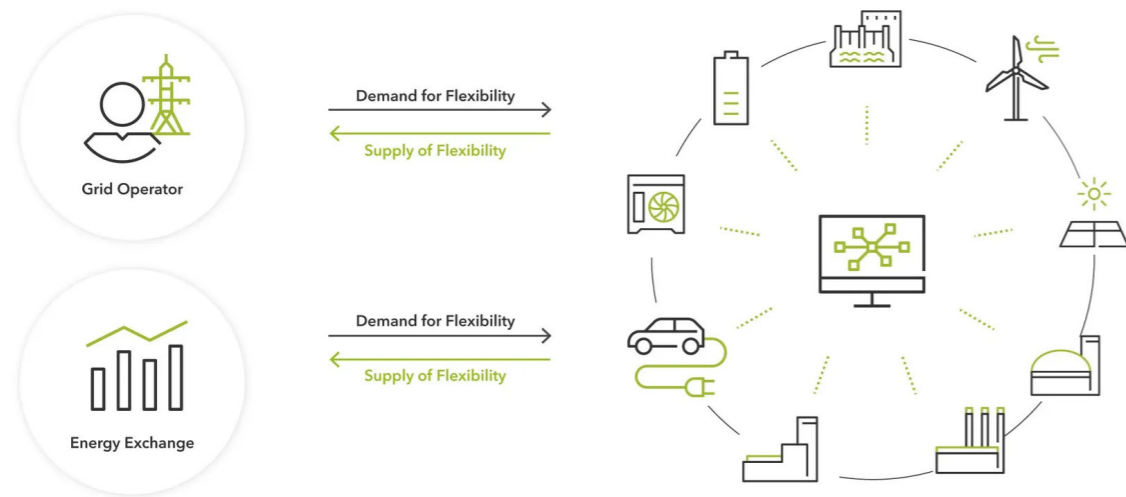 Demand for Flexibility
Supply of Flexibility
Grid Operator
Demand for Flexibility
Supply of Flexibility
Energy Exchange